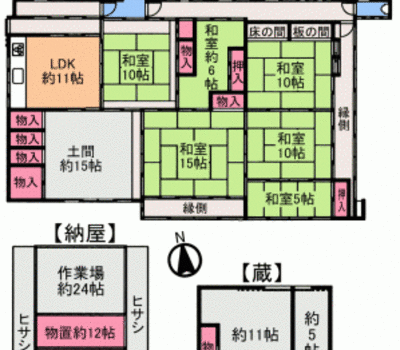 床の間
板の間
LDK
約11帖
和室
10帖
物入
和室約6帖
押入
物入
和室
10帖
縁側
物入
物入
物入
物入
土間
約15帖
和室
15帖
和室
10帖
和室5帖
押入
縁側
【納屋】
N
【蔵】
作業場
約24帖
ヒサシ
ヒサシ
物置約12帖
約11帖
約5帖
物